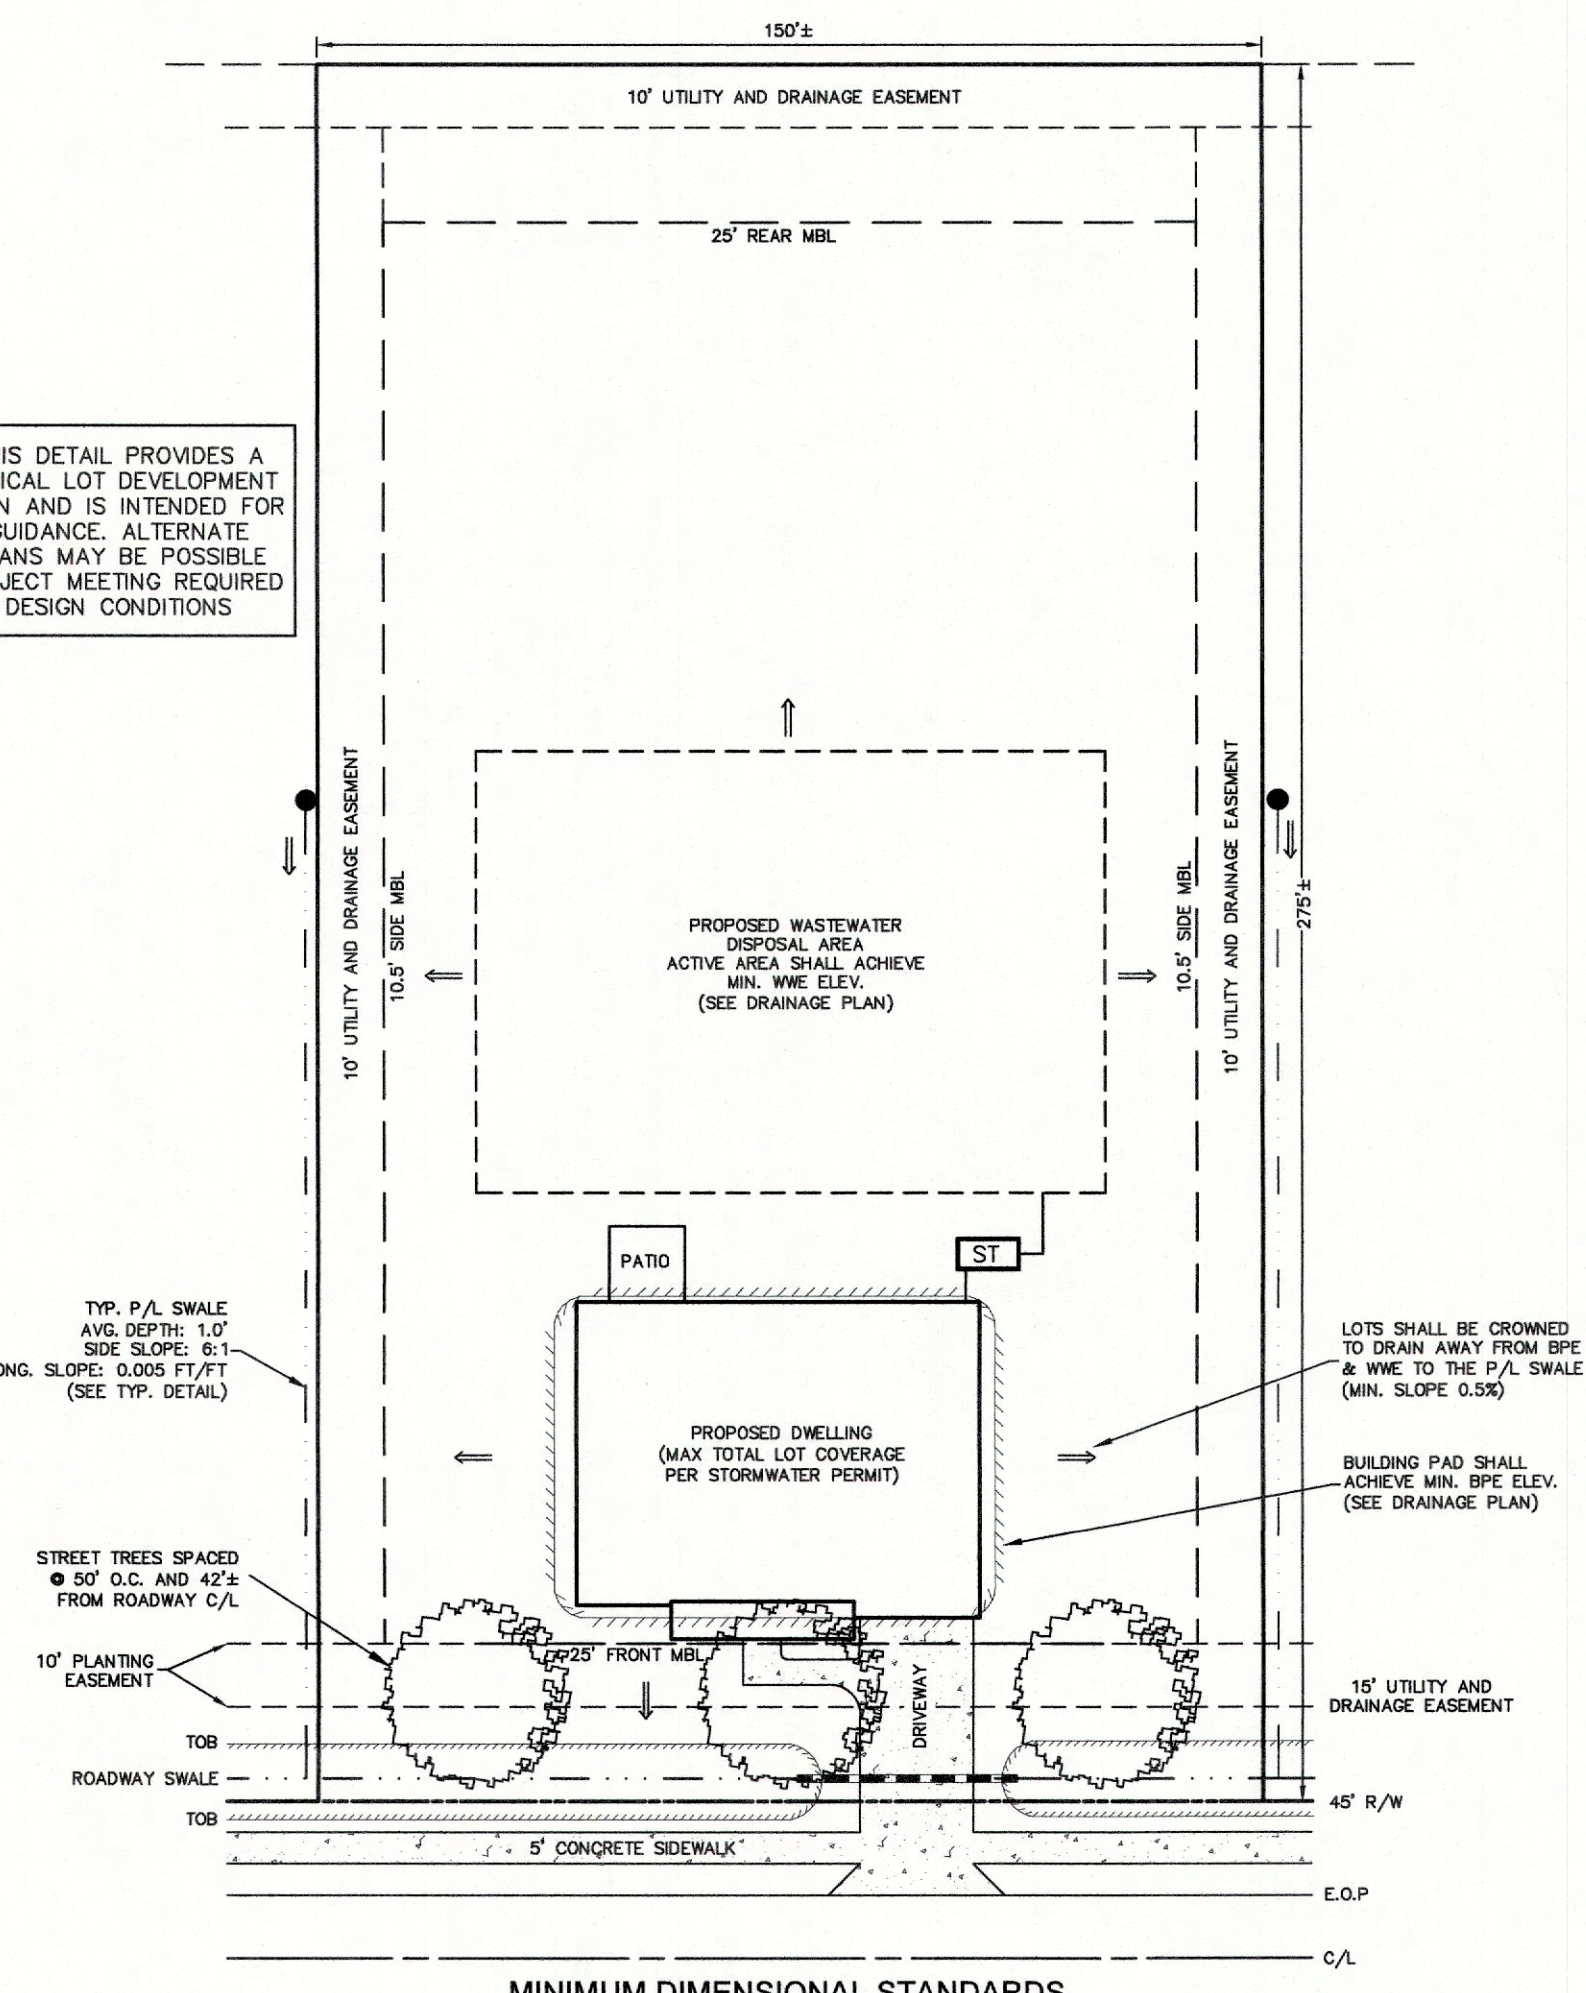 150'±
10' UTILITY AND DRAINAGE EASEMENT
25' REAR MBL
IS DETAIL PROVIDES A
ICAL LOT DEVELOPMENT
N AND IS INTENDED FOR
GUIDANCE. ALTERNATE
ANS MAY BE POSSIBLE
JECT MEETING REQUIRED
DESIGN CONDITIONS
10' UTILITY AND DRAINAGE EASEMENT
10.5' SIDE MBL
PROPOSED WASTEWATER
DISPOSAL AREA
ACTIVE AREA SHALL ACHIEVE
MIN. WWE ELEV.
(SEE DRAINAGE PLAN)
10.5' SIDE MBL
10' UTILITY AND DRAINAGE EASEMENT
275'±
PATIO
ST
TYP. P/L SWALE
AVG. DEPTH: 1.0'
SIDE SLOPE: 6:1
ONG. SLOPE: 0.005 FT/FT
(SEE TYP. DETAIL)
LOTS SHALL BE CROWNED
TO DRAIN AWAY FROM BPE
& WWE TO THE P/L SWALE
(MIN. SLOPE 0.5%)
PROPOSED DWELLING
(MAX TOTAL LOT COVERAGE
PER STORMWATER PERMIT)
BUILDING PAD SHALL
ACHIEVE MIN. BPE ELEV.
(SEE DRAINAGE PLAN)
STREET TREES SPACED
@ 50' O.C. AND 42'±
FROM ROADWAY C/L
10' PLANTING
EASEMENT
25' FRONT MBL
DRIVEWAY
15' UTILITY AND
DRAINAGE EASEMENT
TOB
ROADWAY SWALE
TOB
45' R/W
5' CONCRETE SIDEWALK
E.O.P
C/L
MINIMUM DIMENSIONAL STANDARDS